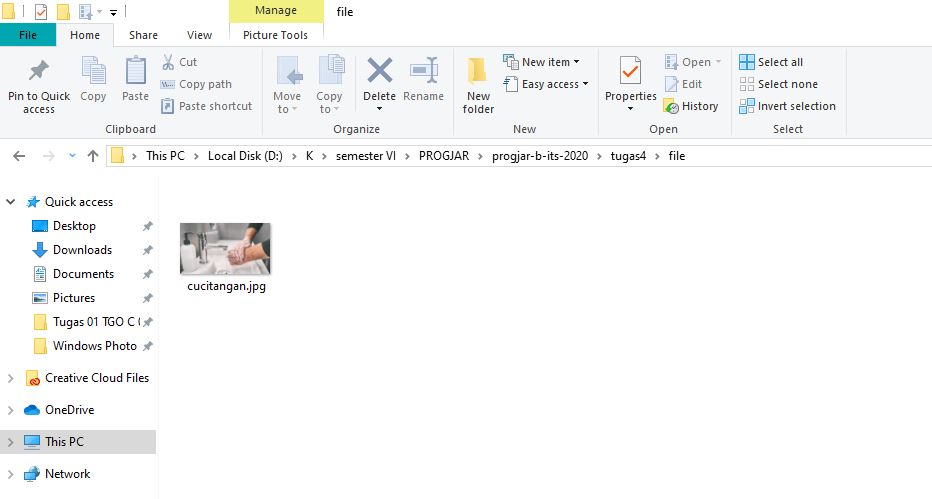 Manage
file
File
Home
Share
View
Picture Tools
Pin to Quick access
Copy
Paste
Cut
Copy path
Paste shortcut
Clipboard
Move to
Copy to
Delete
Rename
Organize
New folder
New item
Easy access
New
Properties
Open
Edit
History
Open
Select all
Select none
Invert selection
Select
This PC > Local Disk (D:) > K > semester VI > PROGJAR > progjar-b-its-2020 > tugas4 > file
Quick access
Desktop
Downloads
Documents
Pictures
Tugas 01 TGO C
Windows Photo
Creative Cloud Files
OneDrive
This PC
Network
cucitangan.jpg